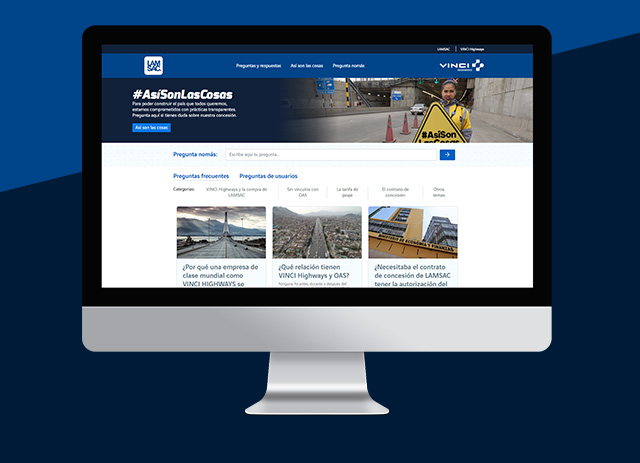 LAMSAC
VINCI Highways
LAM
SAC
Preguntas y respuestas
Así son las cosas
Pregunta nomás
VINCI
#AsíSonLasCosas
Para poder construir el país que todos queremos,
estamos comprometidos con prácticas transparentes.
Pregunta aquí si tienes duda sobre nuestra concesión.
Así son las cosas
#AsíSon
LasCosas
Pregunta nomás:
Escribe aquí tu pregunta...
Preguntas frecuentes
Preguntas de usuarios
Categorías:
VINCI Highways y la compra de
LAMSAC
Sin vínculos con
OAS
La tarifa de
peaje
El contrato de
concesión
Otros
temas
MINISTERIO DE ECONOMIA Y FINANZAS
¿Por qué una empresa de
clase mundial como
VINCI HIGHWAYS se
¿Qué relación tienen
VINCI Highways y OAS?
Ninguna. Ni antes, durante o después del
¿Necesitaba el contrato
de concesión de LAMSAC
tener la autorización del